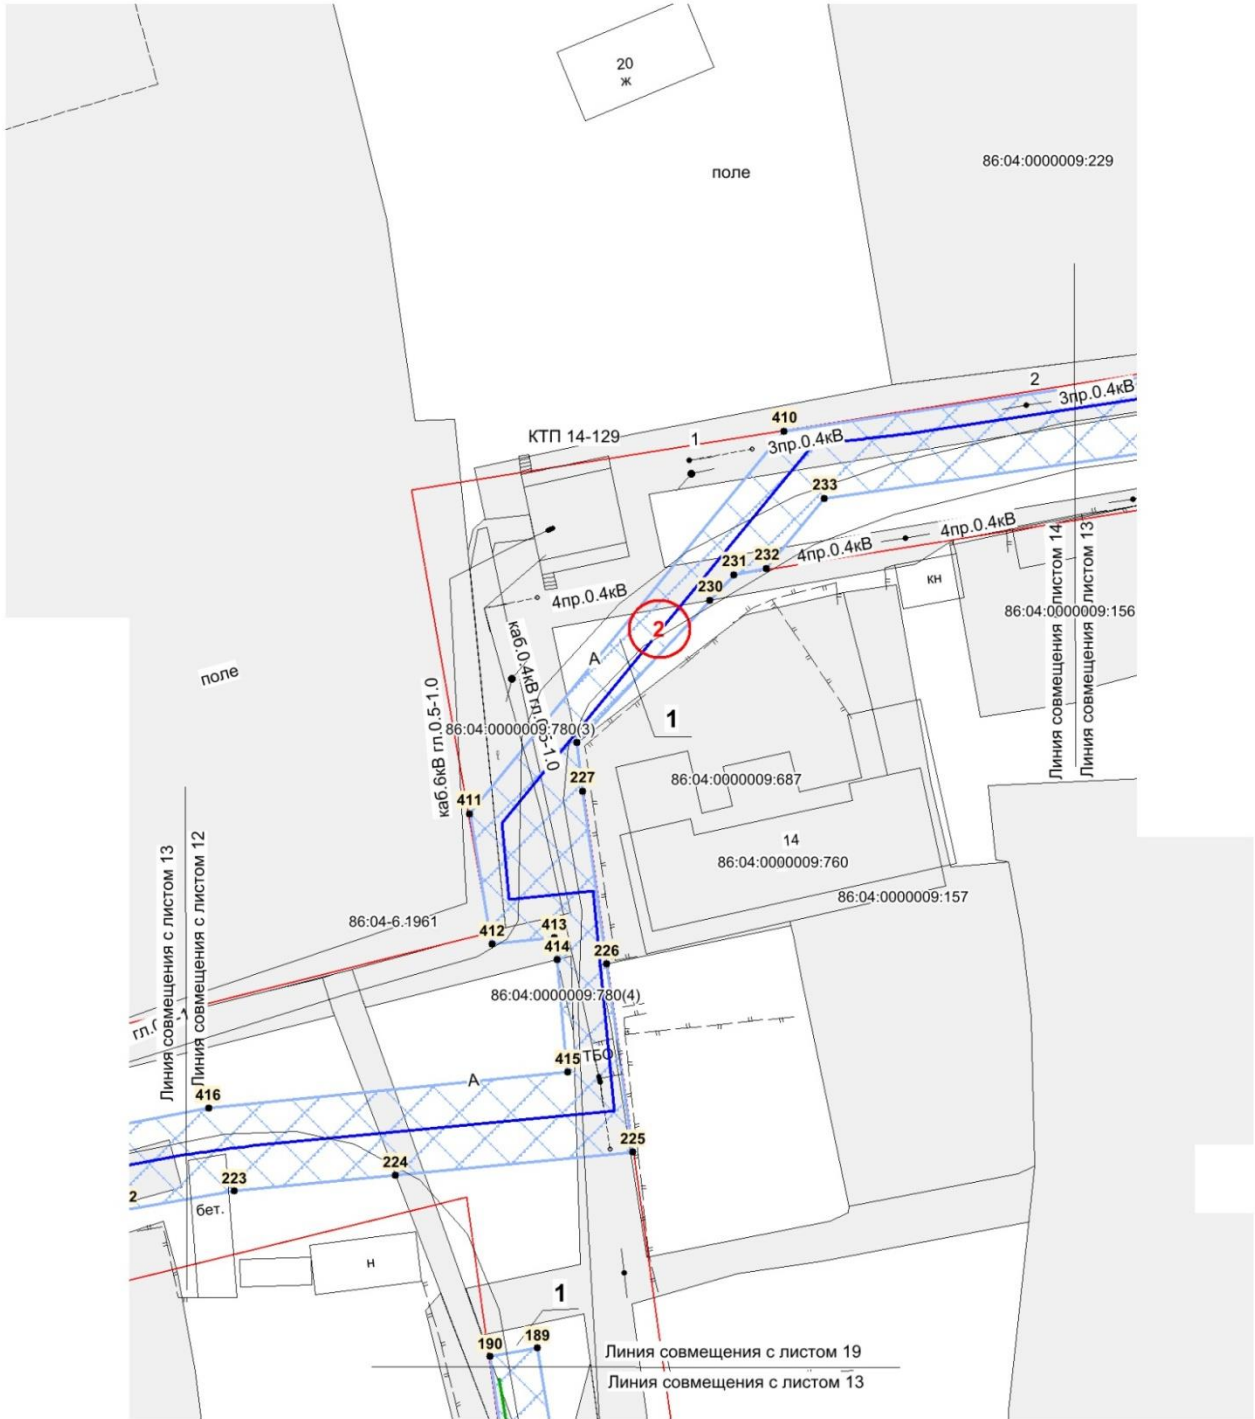 20
ж
поле
86:04:0000009:229
2
3пр.0.4кВ
410
КТП 14-129
1
3пр.0.4кВ
233
4пр.0.4кВ
4пр.0.4кВ
231
232
230
кн
4пр.0.4кВ
2
86:04:0000009:156
Линия совмещения с листом 14
Линия совмещения с листом 13
каб.0.4кВ гл.0.5-1.0
А
поле
каб.6кВ гл.0.5-1.0
86:04:0000009:780(3)
1
86:04:0000009:687
227
411
14
86:04:0000009:760
86:04:0000009:157
Линия совмещения с листом 13
Линия совмещения с листом 12
86:04-6.1961
412
413
414
226
86:04:0000009:780(4)
415
ТБО
А
416
225
224
223
2
бет.
н
1
190
189
Линия совмещения с листом 19
Линия совмещения с листом 13